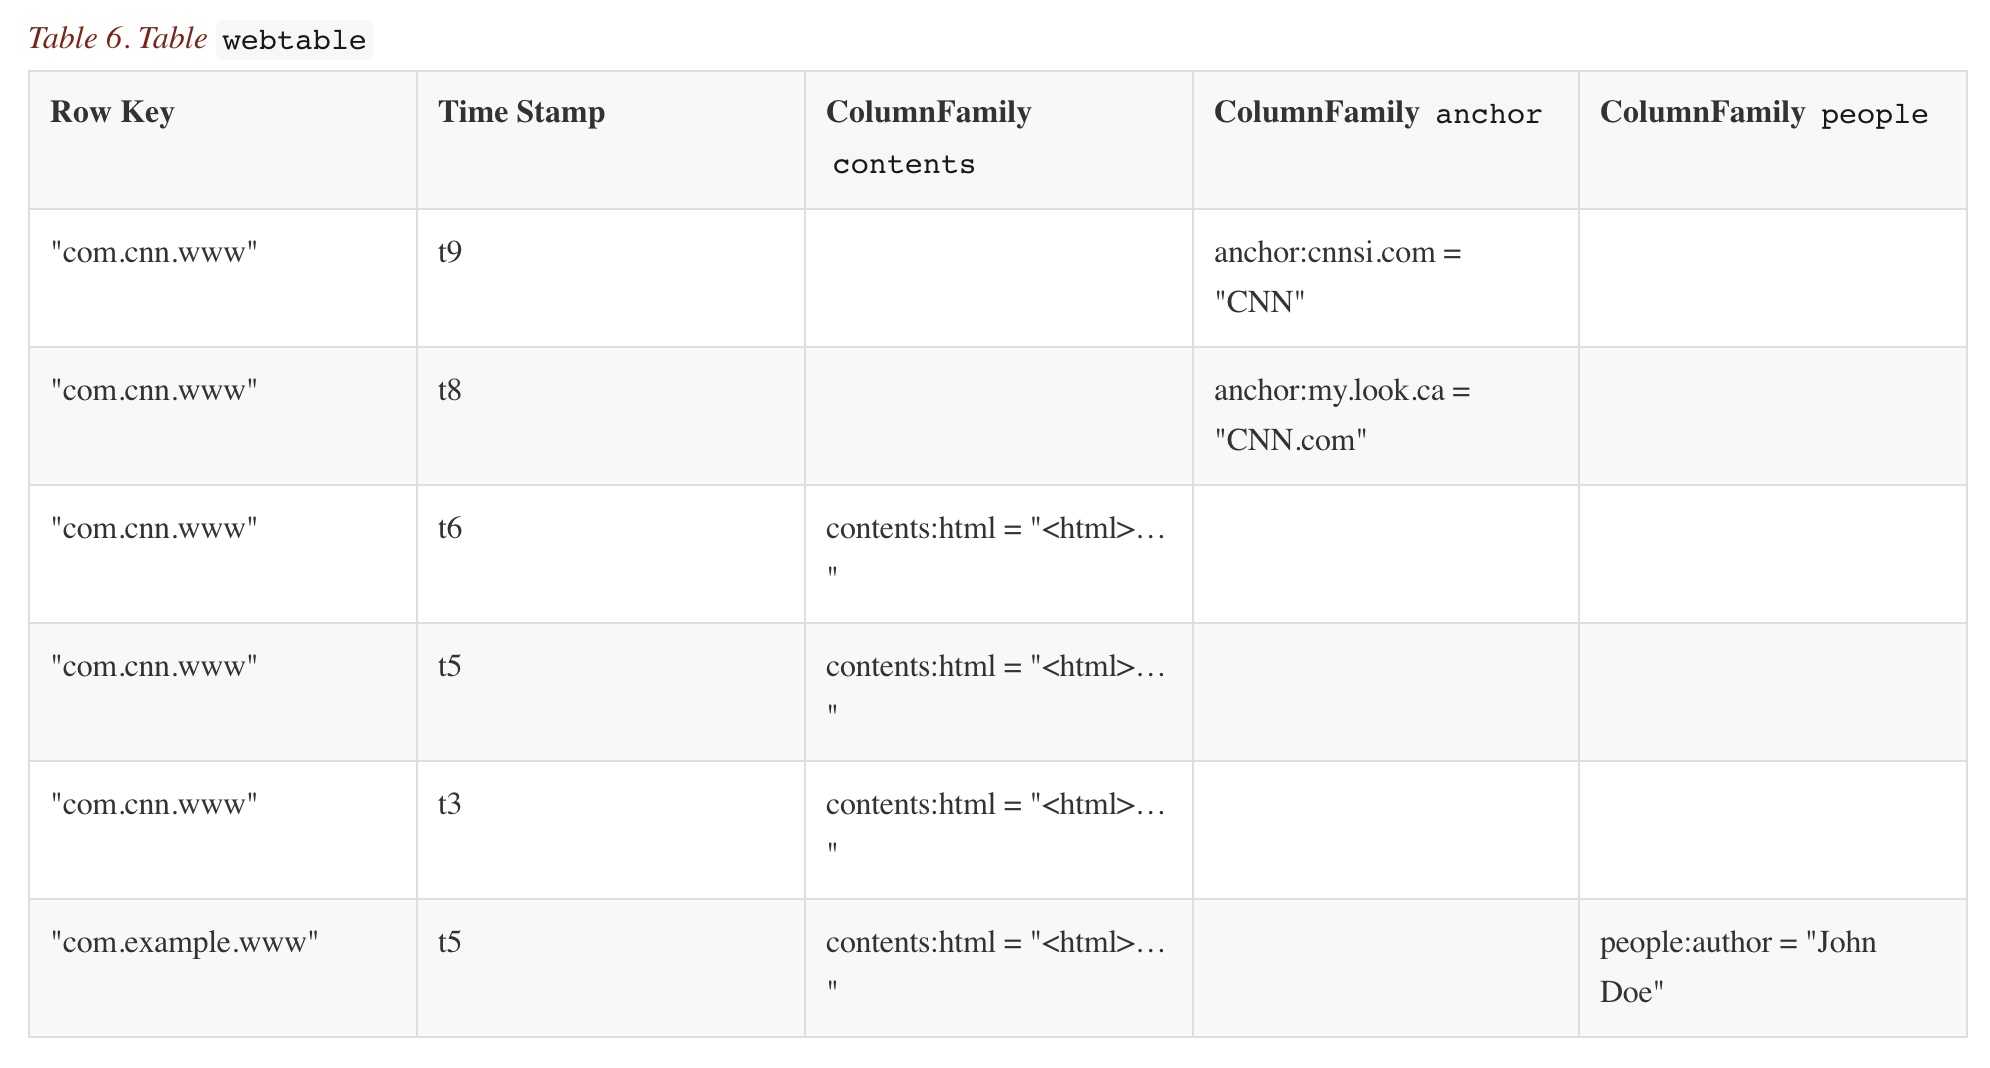 Table 6. Table webtable
Row Key
Time Stamp
ColumnFamily
contents
ColumnFamily anchor
ColumnFamily people
"com.cnn.www"
t9
anchor:cnnsi.com =
"CNN"
"com.cnn.www"
t8
anchor:my.look.ca =
"CNN.com"
"com.cnn.www"
t6
contents:html = "<html>…
"
"com.cnn.www"
t5
contents:html = "<html>…
"
"com.cnn.www"
t3
contents:html = "<html>…
"
"com.example.www"
t5
contents:html = "<html>…
"
people:author = "John
Doe"